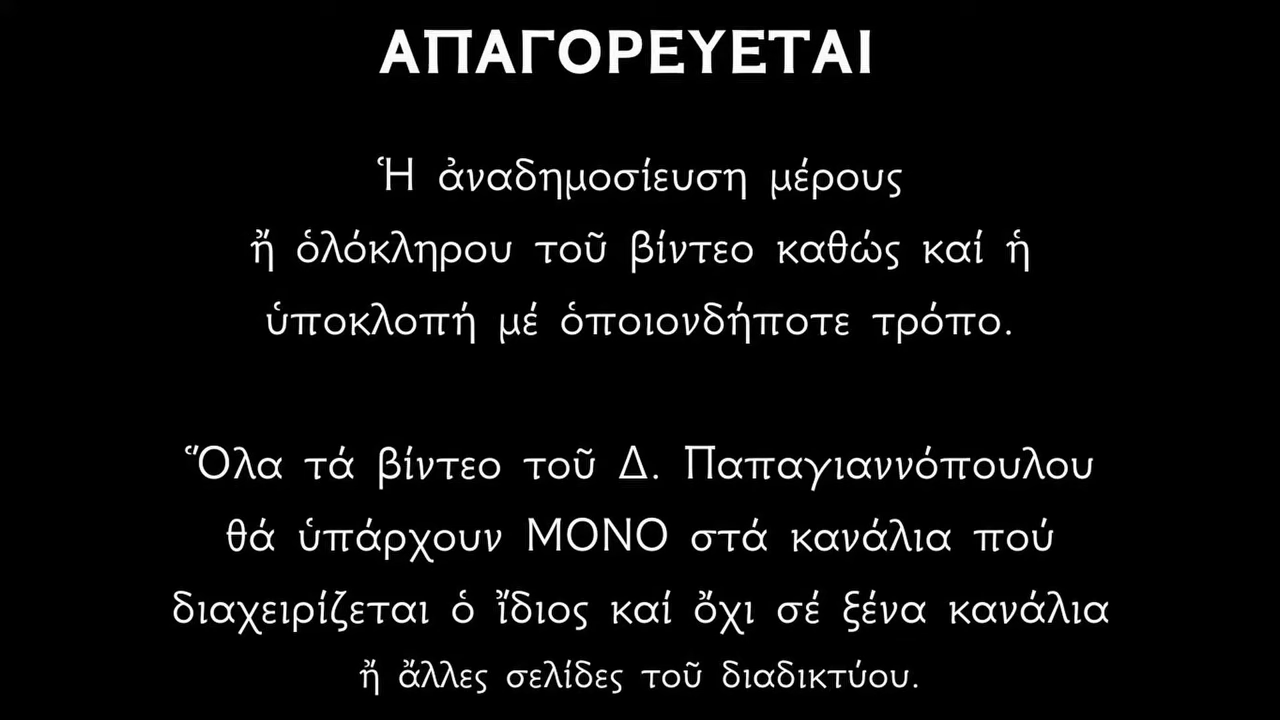 ΑΠΑΓΟΡΕΥΕΤΑΙ
Ἡ ἀναδημοσίευση μέρους
ἤ ὁλόκληρου τοῦ βίντεο καθώς καί ἡ
ὑποκλοπή μέ ὁποιονδήποτε τρόπο.
Ὅλα τά βίντεο τοῦ Δ. Παπαγιαννόπουλου
θά ὑπάρχουν ΜΟΝΟ στά κανάλια πού
διαχειρίζεται ὁ ἴδιος καί ὄχι σέ ξένα κανάλια
ἤ ἄλλες σελίδες τοῦ διαδικτύου.